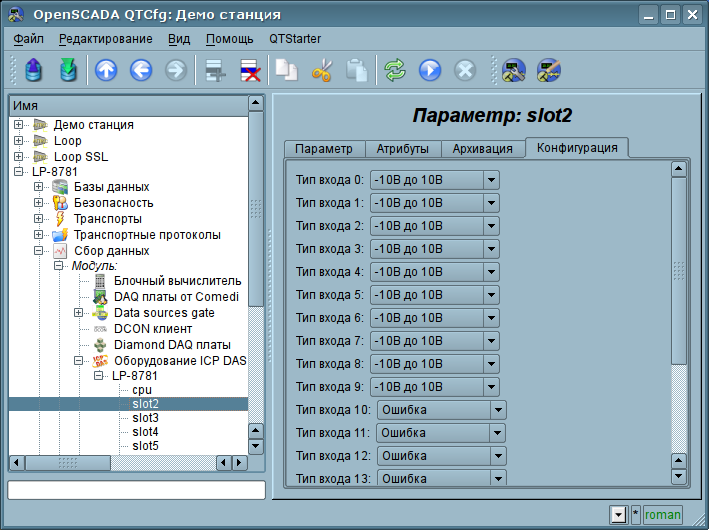 OpenSCADA QTCfg: Демо станция
Файл Редактирование Вид Помощь QTStarter
Имя
Демо станция
Loop
Loop SSL
LP-8781
Базы данных
Безопасность
Транспорты
Транспортные протоколы
Сбор данных
Модуль:
Блочный вычислитель
DAQ платы от Comedi
Data sources gate
DCON клиент
Diamond DAQ платы
Оборудование ICP DAS
LP-8781
cpu
slot2
slot3
slot4
slot5
Параметр: slot2
Параметр Атрибуты Архивация Конфигурация
Тип входа 0: -10В до 10В
Тип входа 1: -10В до 10В
Тип входа 2: -10В до 10В
Тип входа 3: -10В до 10В
Тип входа 4: -10В до 10В
Тип входа 5: -10В до 10В
Тип входа 6: -10В до 10В
Тип входа 7: -10В до 10В
Тип входа 8: -10В до 10В
Тип входа 9: -10В до 10В
Тип входа 10: Ошибка
Тип входа 11: Ошибка
Тип входа 12: Ошибка
Тип входа 13: Ошибка
* roman